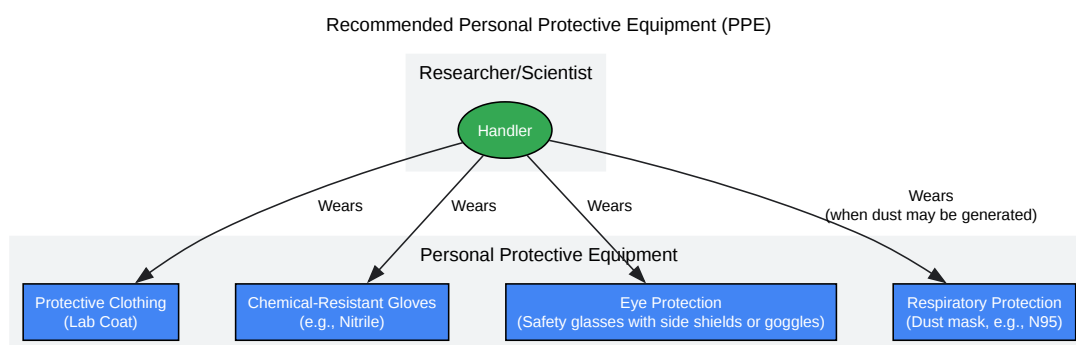 Recommended Personal Protective Equipment (PPE)
Researcher/Scientist
Handler
Wears
Wears
Wears
Wears
(when dust may be generated)
Personal Protective Equipment
Protective Clothing
(Lab Coat)
Chemical-Resistant Gloves
(e.g., Nitrile)
Eye Protection
(Safety glasses with side shields or goggles)
Respiratory Protection
(Dust mask, e.g., N95)